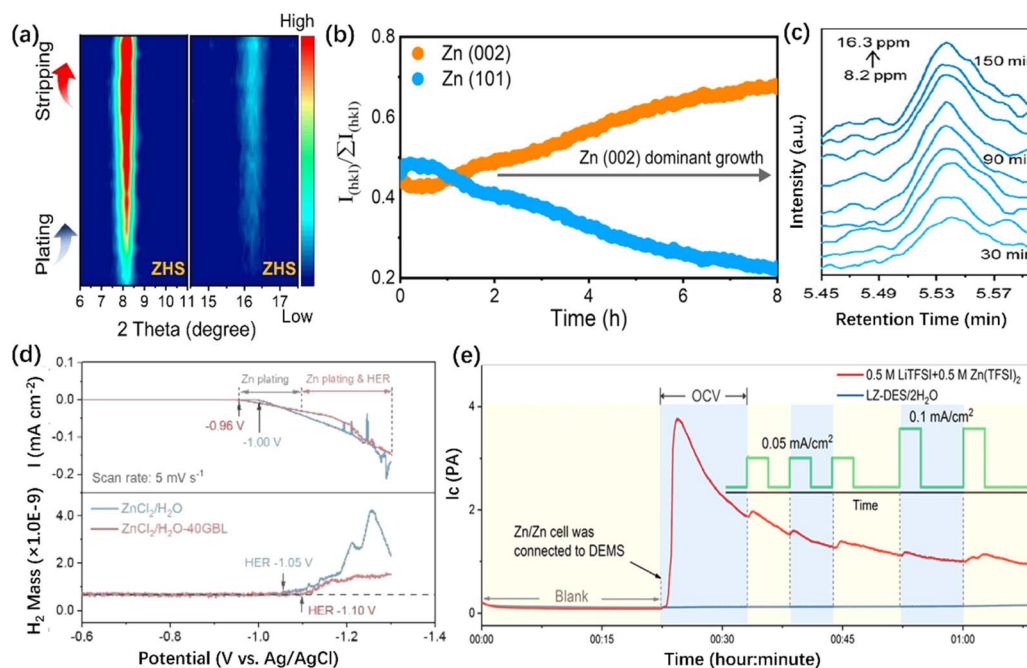 (a)
Stripping
Plating
ZHS
ZHS
6 7 8 9 10 11 15 16 17
2 Theta (degree)
High
Low
(b)
Zn (002)
Zn (101)
Zn (002) dominant growth
I(hkl)/ΣI(hkl)
0.8
0.6
0.4
0.2
0 2 4 6 8
Time (h)
(c)
16.3 ppm
8.2 ppm
150 min
90 min
30 min
Intensity (a.u.)
5.45 5.49 5.53 5.57
Retention Time (min)
(d)
Zn plating
Zn plating & HER
-0.96 V
-1.00 V
Scan rate: 5 mV s⁻¹
I (mA cm⁻²)
0.1
0.0
-0.1
-0.2
ZnCl₂/H₂O
ZnCl₂/H₂O-40GBL
HER -1.05 V
HER -1.10 V
H₂ Mass (×1.0E-9)
4.0
2.0
0.0
-0.6 -0.8 -1.0 -1.2 -1.4
Potential (V vs. Ag/AgCl)
(e)
0.5 M LiTFSI+0.5 M Zn(TFSI)₂
LZ-DES/2H₂O
OCV
0.1 mA/cm²
0.05 mA/cm²
Time
Zn/Zn cell was
connected to DEMS
Blank
Ic (PA)
6
4
2
0
00:00 00:15 00:30 00:45 01:00
Time (hour:minute)